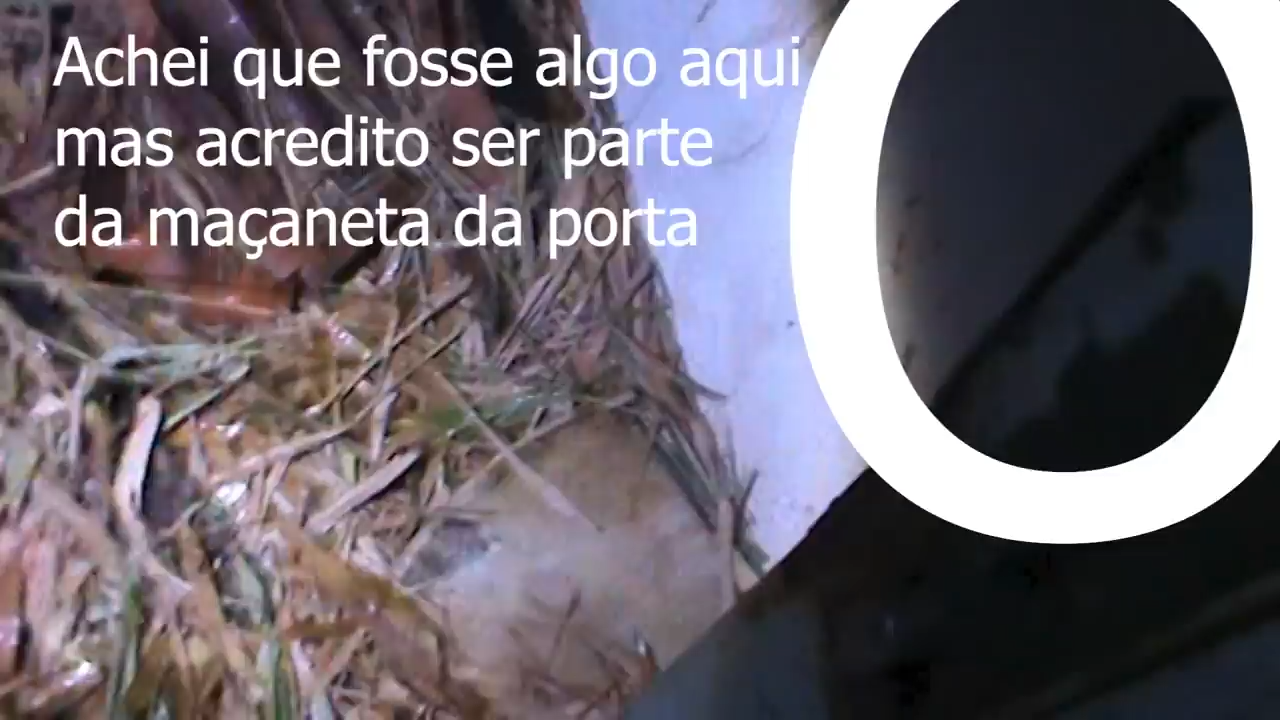 Achei que fosse algo aqui
mas acredito ser parte
da maçaneta da porta